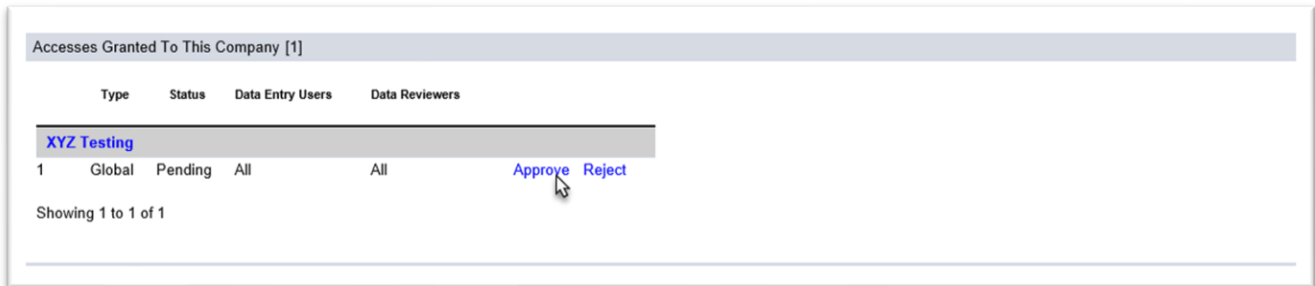 Accesses Granted To This Company [1]
Type Status Data Entry Users Data Reviewers
XYZ Testing
1 Global Pending All All Approve Reject
Showing 1 to 1 of 1